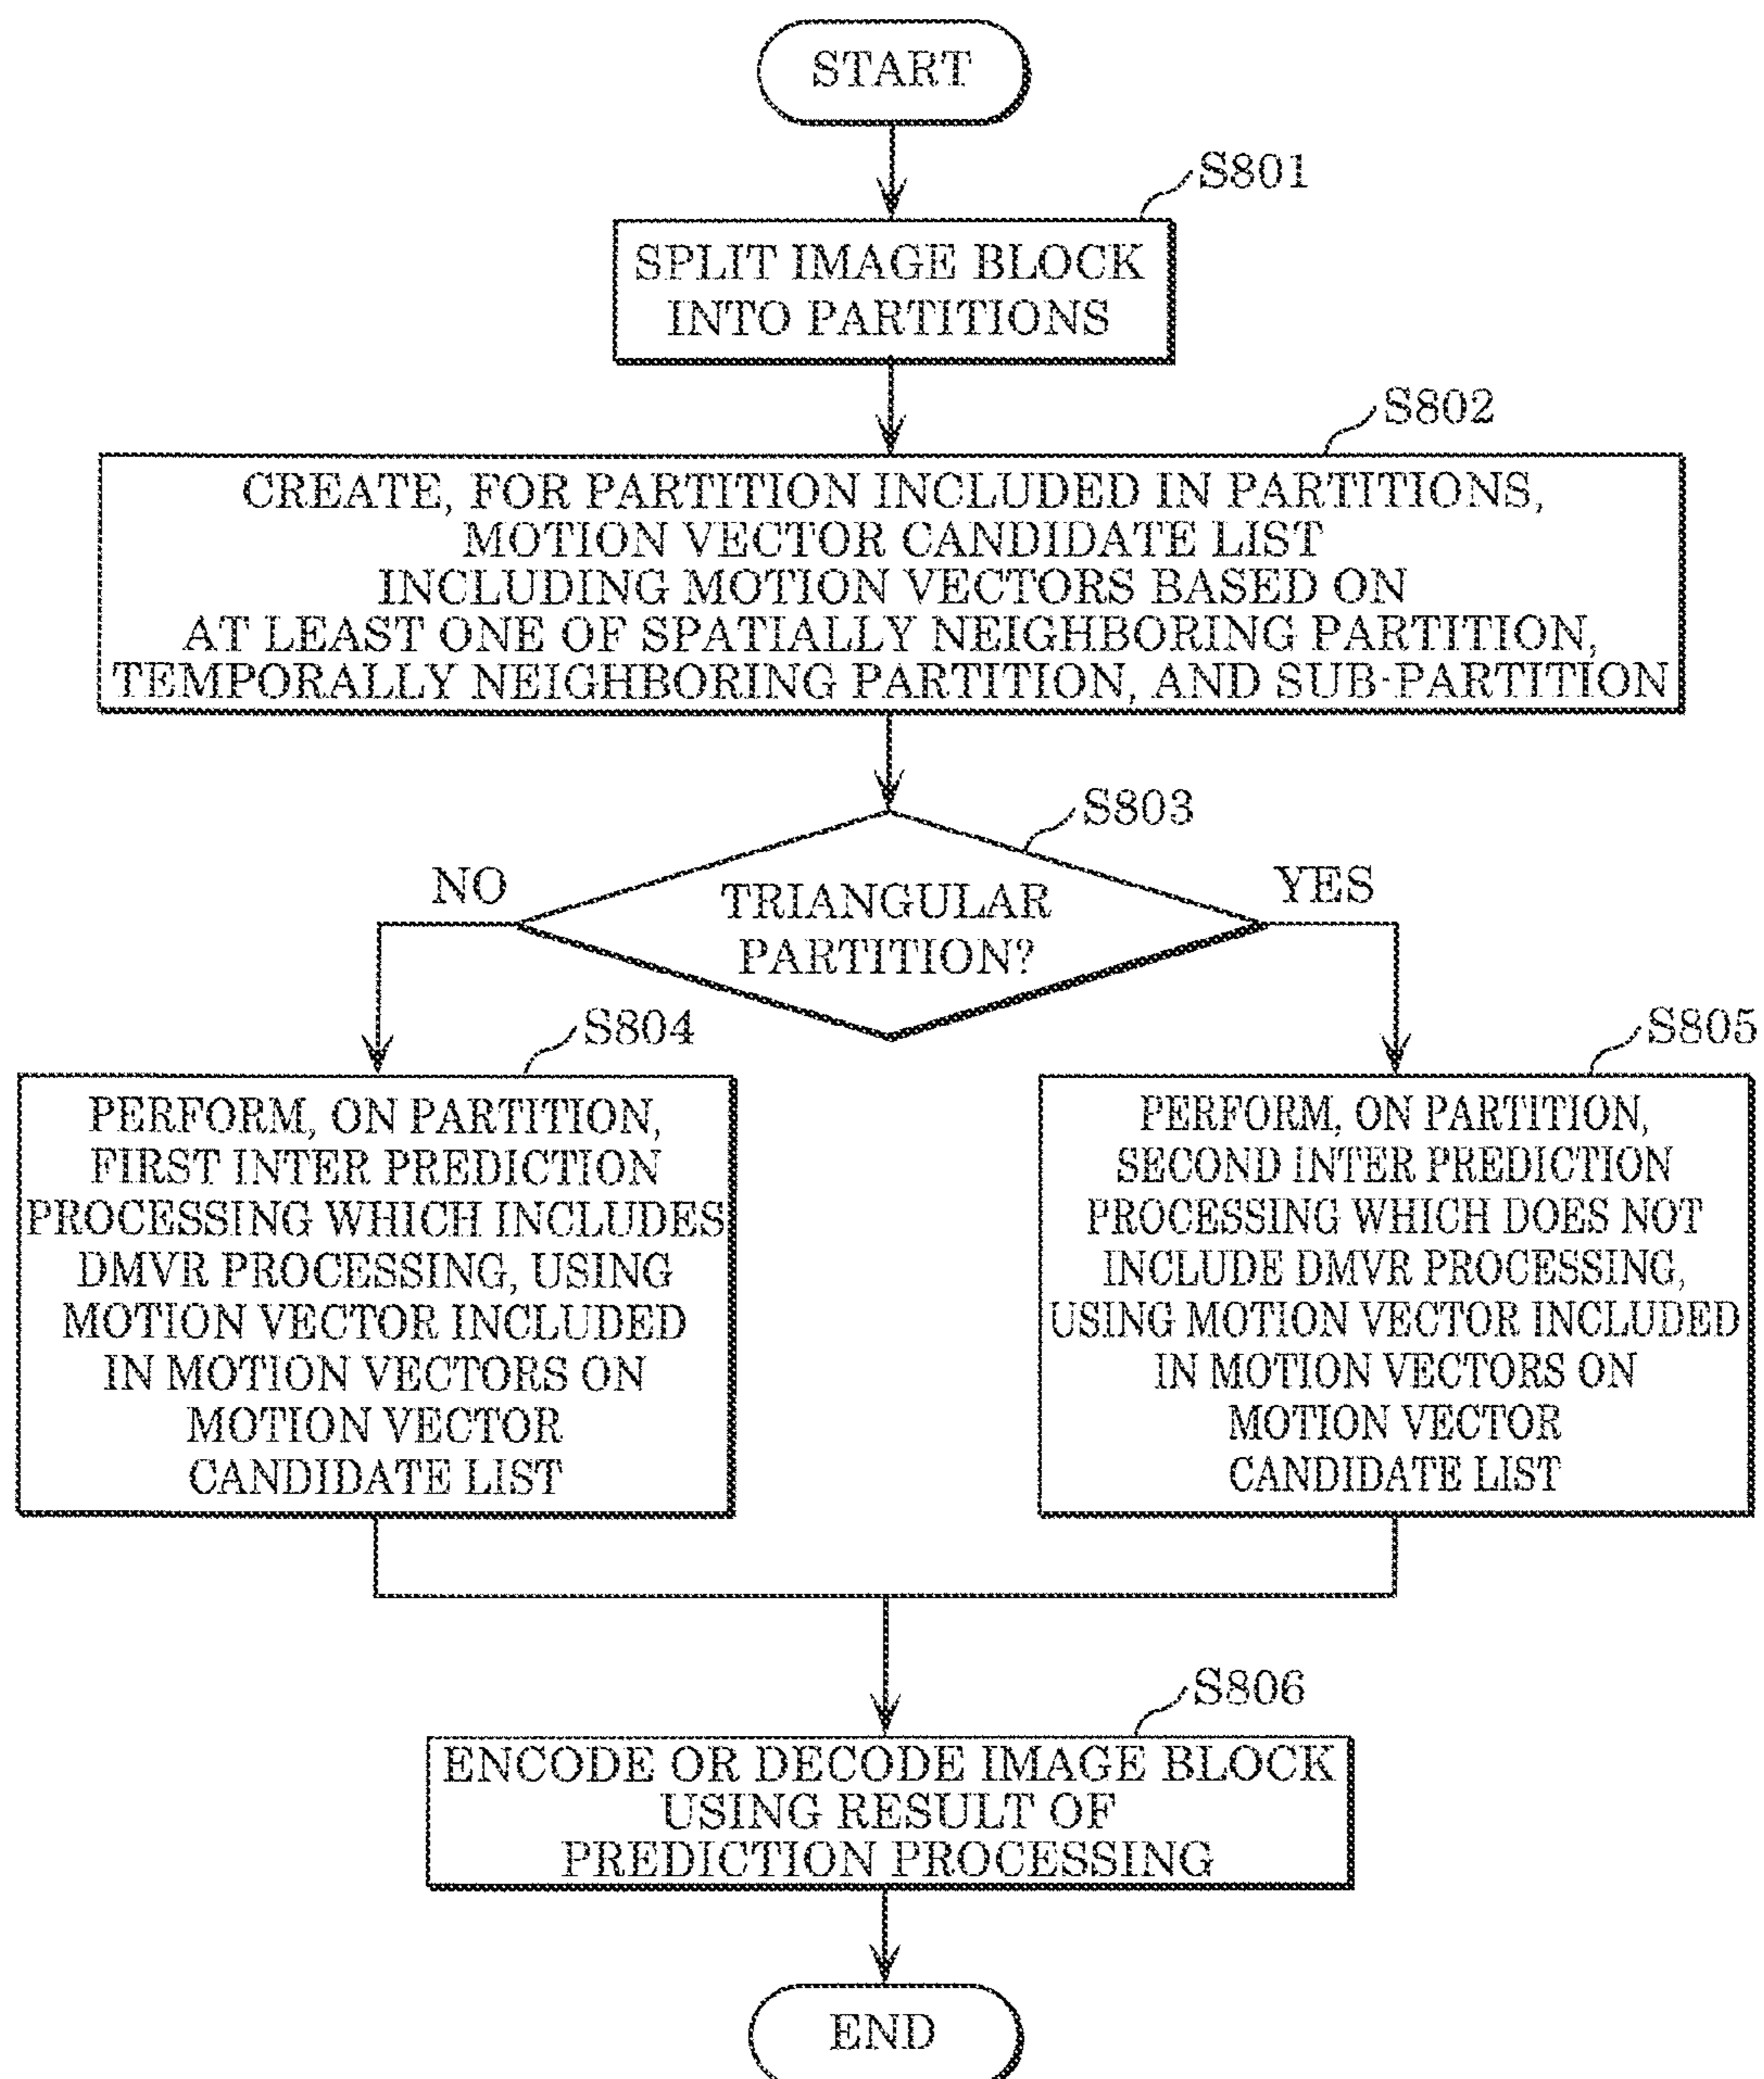 START
S801
SPLIT IMAGE BLOCK
INTO PARTITIONS
S802
CREATE, FOR PARTITION INCLUDED IN PARTITIONS,
MOTION VECTOR CANDIDATE LIST
INCLUDING MOTION VECTORS BASED ON
AT LEAST ONE OF SPATIALLY NEIGHBORING PARTITION,
TEMPORALLY NEIGHBORING PARTITION, AND SUB-PARTITION
S803
NO
TRIANGULAR
PARTITION?
YES
S804
PERFORM, ON PARTITION,
FIRST INTER PREDICTION
PROCESSING WHICH INCLUDES
DMVR PROCESSING, USING
MOTION VECTOR INCLUDED
IN MOTION VECTORS ON
MOTION VECTOR
CANDIDATE LIST
S805
PERFORM, ON PARTITION,
SECOND INTER PREDICTION
PROCESSING WHICH DOES NOT
INCLUDE DMVR PROCESSING,
USING MOTION VECTOR INCLUDED
IN MOTION VECTORS ON
MOTION VECTOR
CANDIDATE LIST
S806
ENCODE OR DECODE IMAGE BLOCK
USING RESULT OF
PREDICTION PROCESSING
END